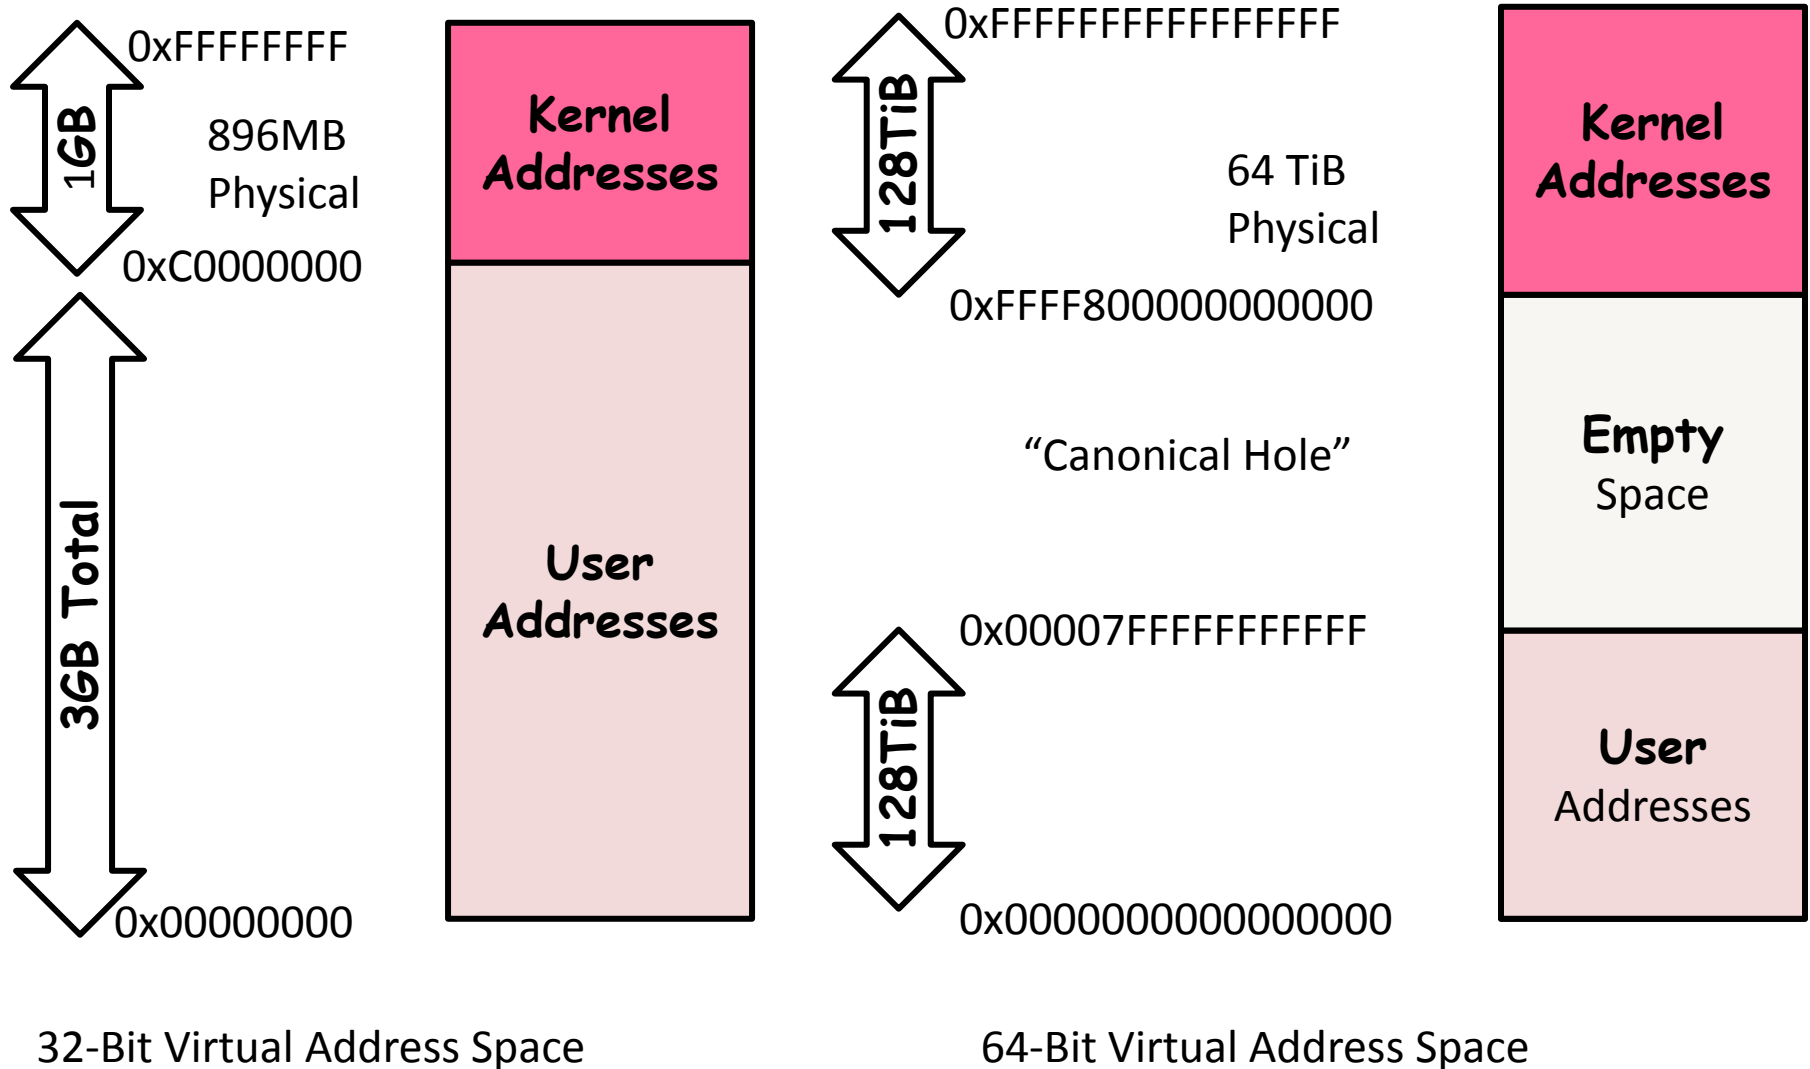 0xFFFFFFFF
1GB
896MB
Physical
0xC0000000
3GB Total
0x00000000
Kernel
Addresses
User
Addresses
32-Bit Virtual Address Space
0xFFFFFFFFFFFFFFFF
128TiB
64 TiB
Physical
0xFFFF800000000000
“Canonical Hole”
0x00007FFFFFFFFFFF
128TiB
0x0000000000000000
Kernel
Addresses
Empty
Space
User
Addresses
64-Bit Virtual Address Space